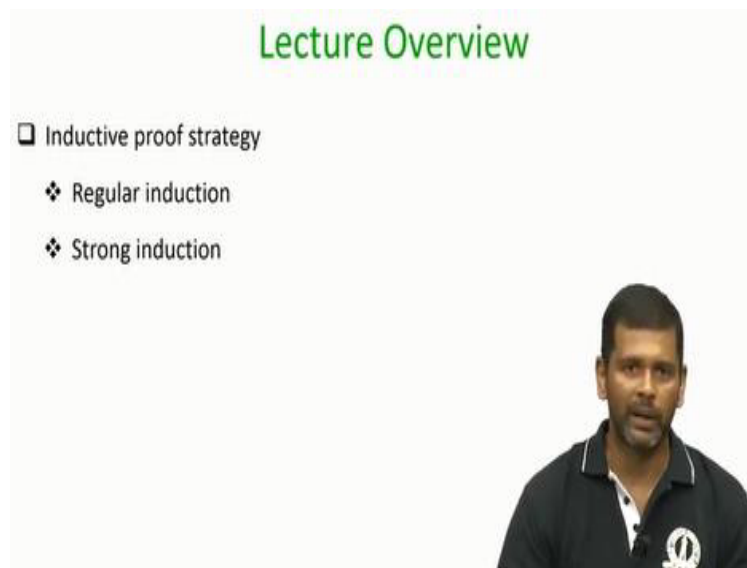 Lecture Overview
Inductive proof strategy
Regular induction
Strong induction